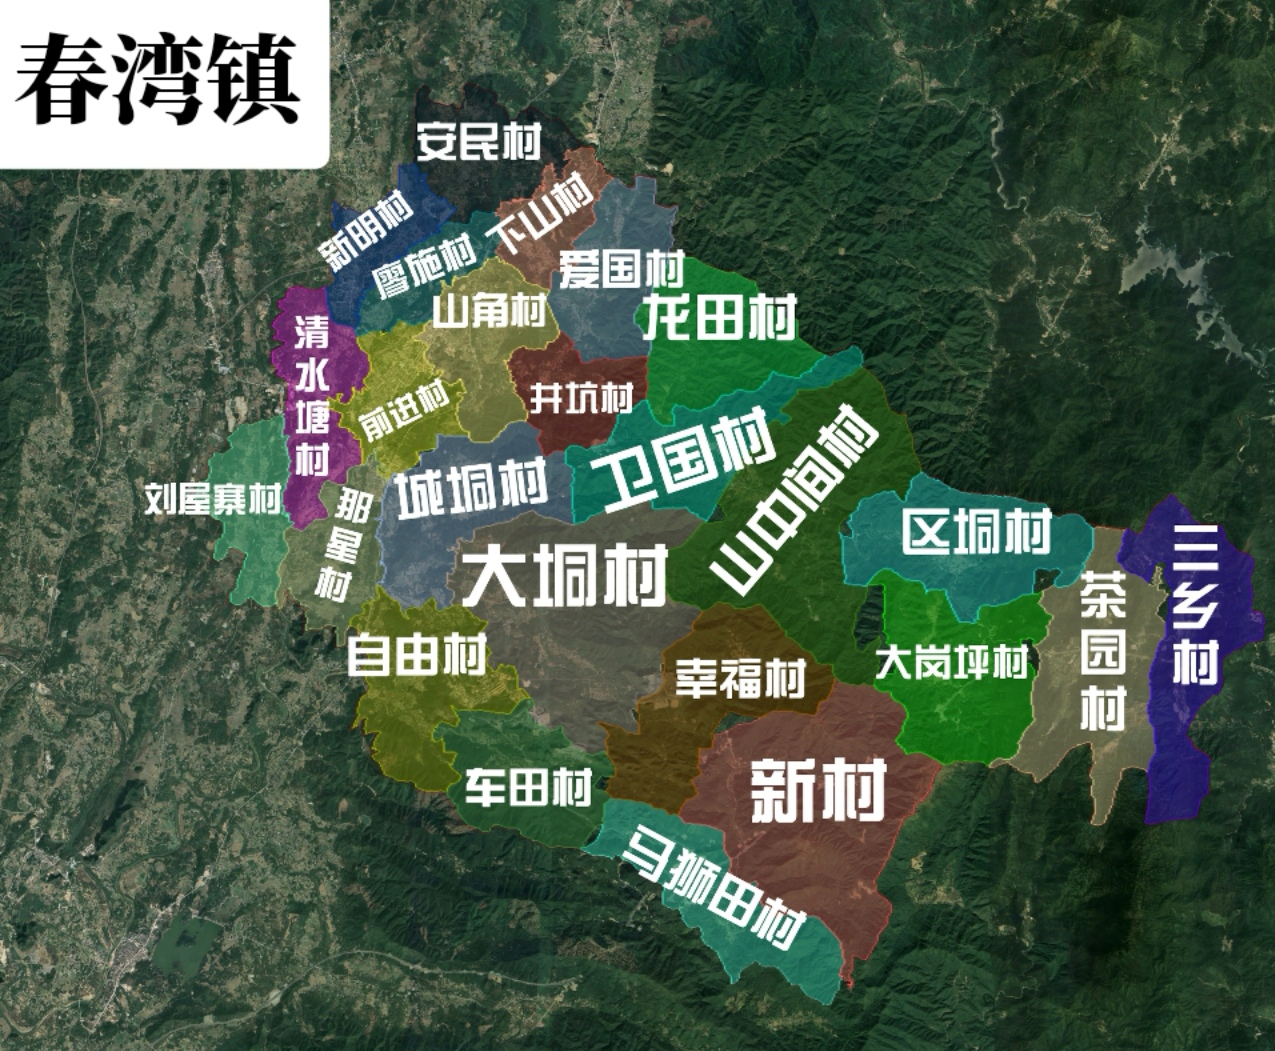 春湾镇
安民村
新明村
下山村
廖施村
爱国村
山角村
龙田村
清水塘村
前进村
井坑村
卫国村
山中间村
刘屋寨村
那星村
城垌村
大垌村
区垌村
三乡村
茶园村
自由村
幸福村
大岗坪村
车田村
新村
马狮田村